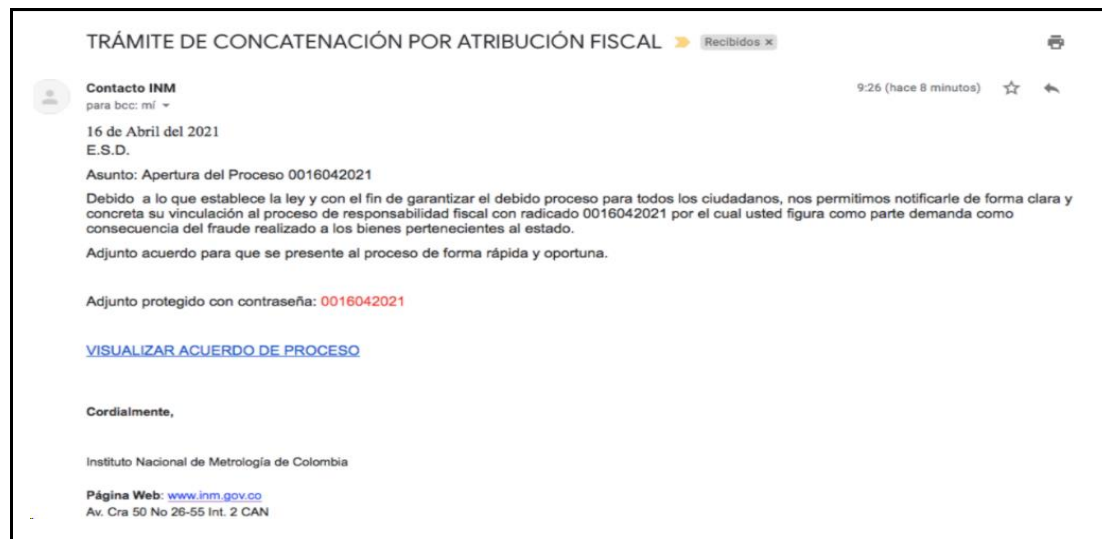 TRÁMITE DE CONCATENACIÓN POR ATRIBUCIÓN FISCAL Recibidos x
Contacto INM 9:26 (hace 8 minutos)
para bcc: mí
16 de Abril del 2021
E.S.D.
Asunto: Apertura del Proceso 0016042021
Debido a lo que establece la ley y con el fin de garantizar el debido proceso para todos los ciudadanos, nos permitimos notificarle de forma clara y
concreta su vinculación al proceso de responsabilidad fiscal con radicado 0016042021 por el cual usted figura como parte demanda como
consecuencia del fraude realizado a los bienes pertenecientes al estado.
Adjunto acuerdo para que se presente al proceso de forma rápida y oportuna.
Adjunto protegido con contraseña: 0016042021
VISUALIZAR ACUERDO DE PROCESO
Cordialmente,
Instituto Nacional de Metrología de Colombia
Página Web: www.inm.gov.co
Av. Cra 50 No 26-55 Int. 2 CAN